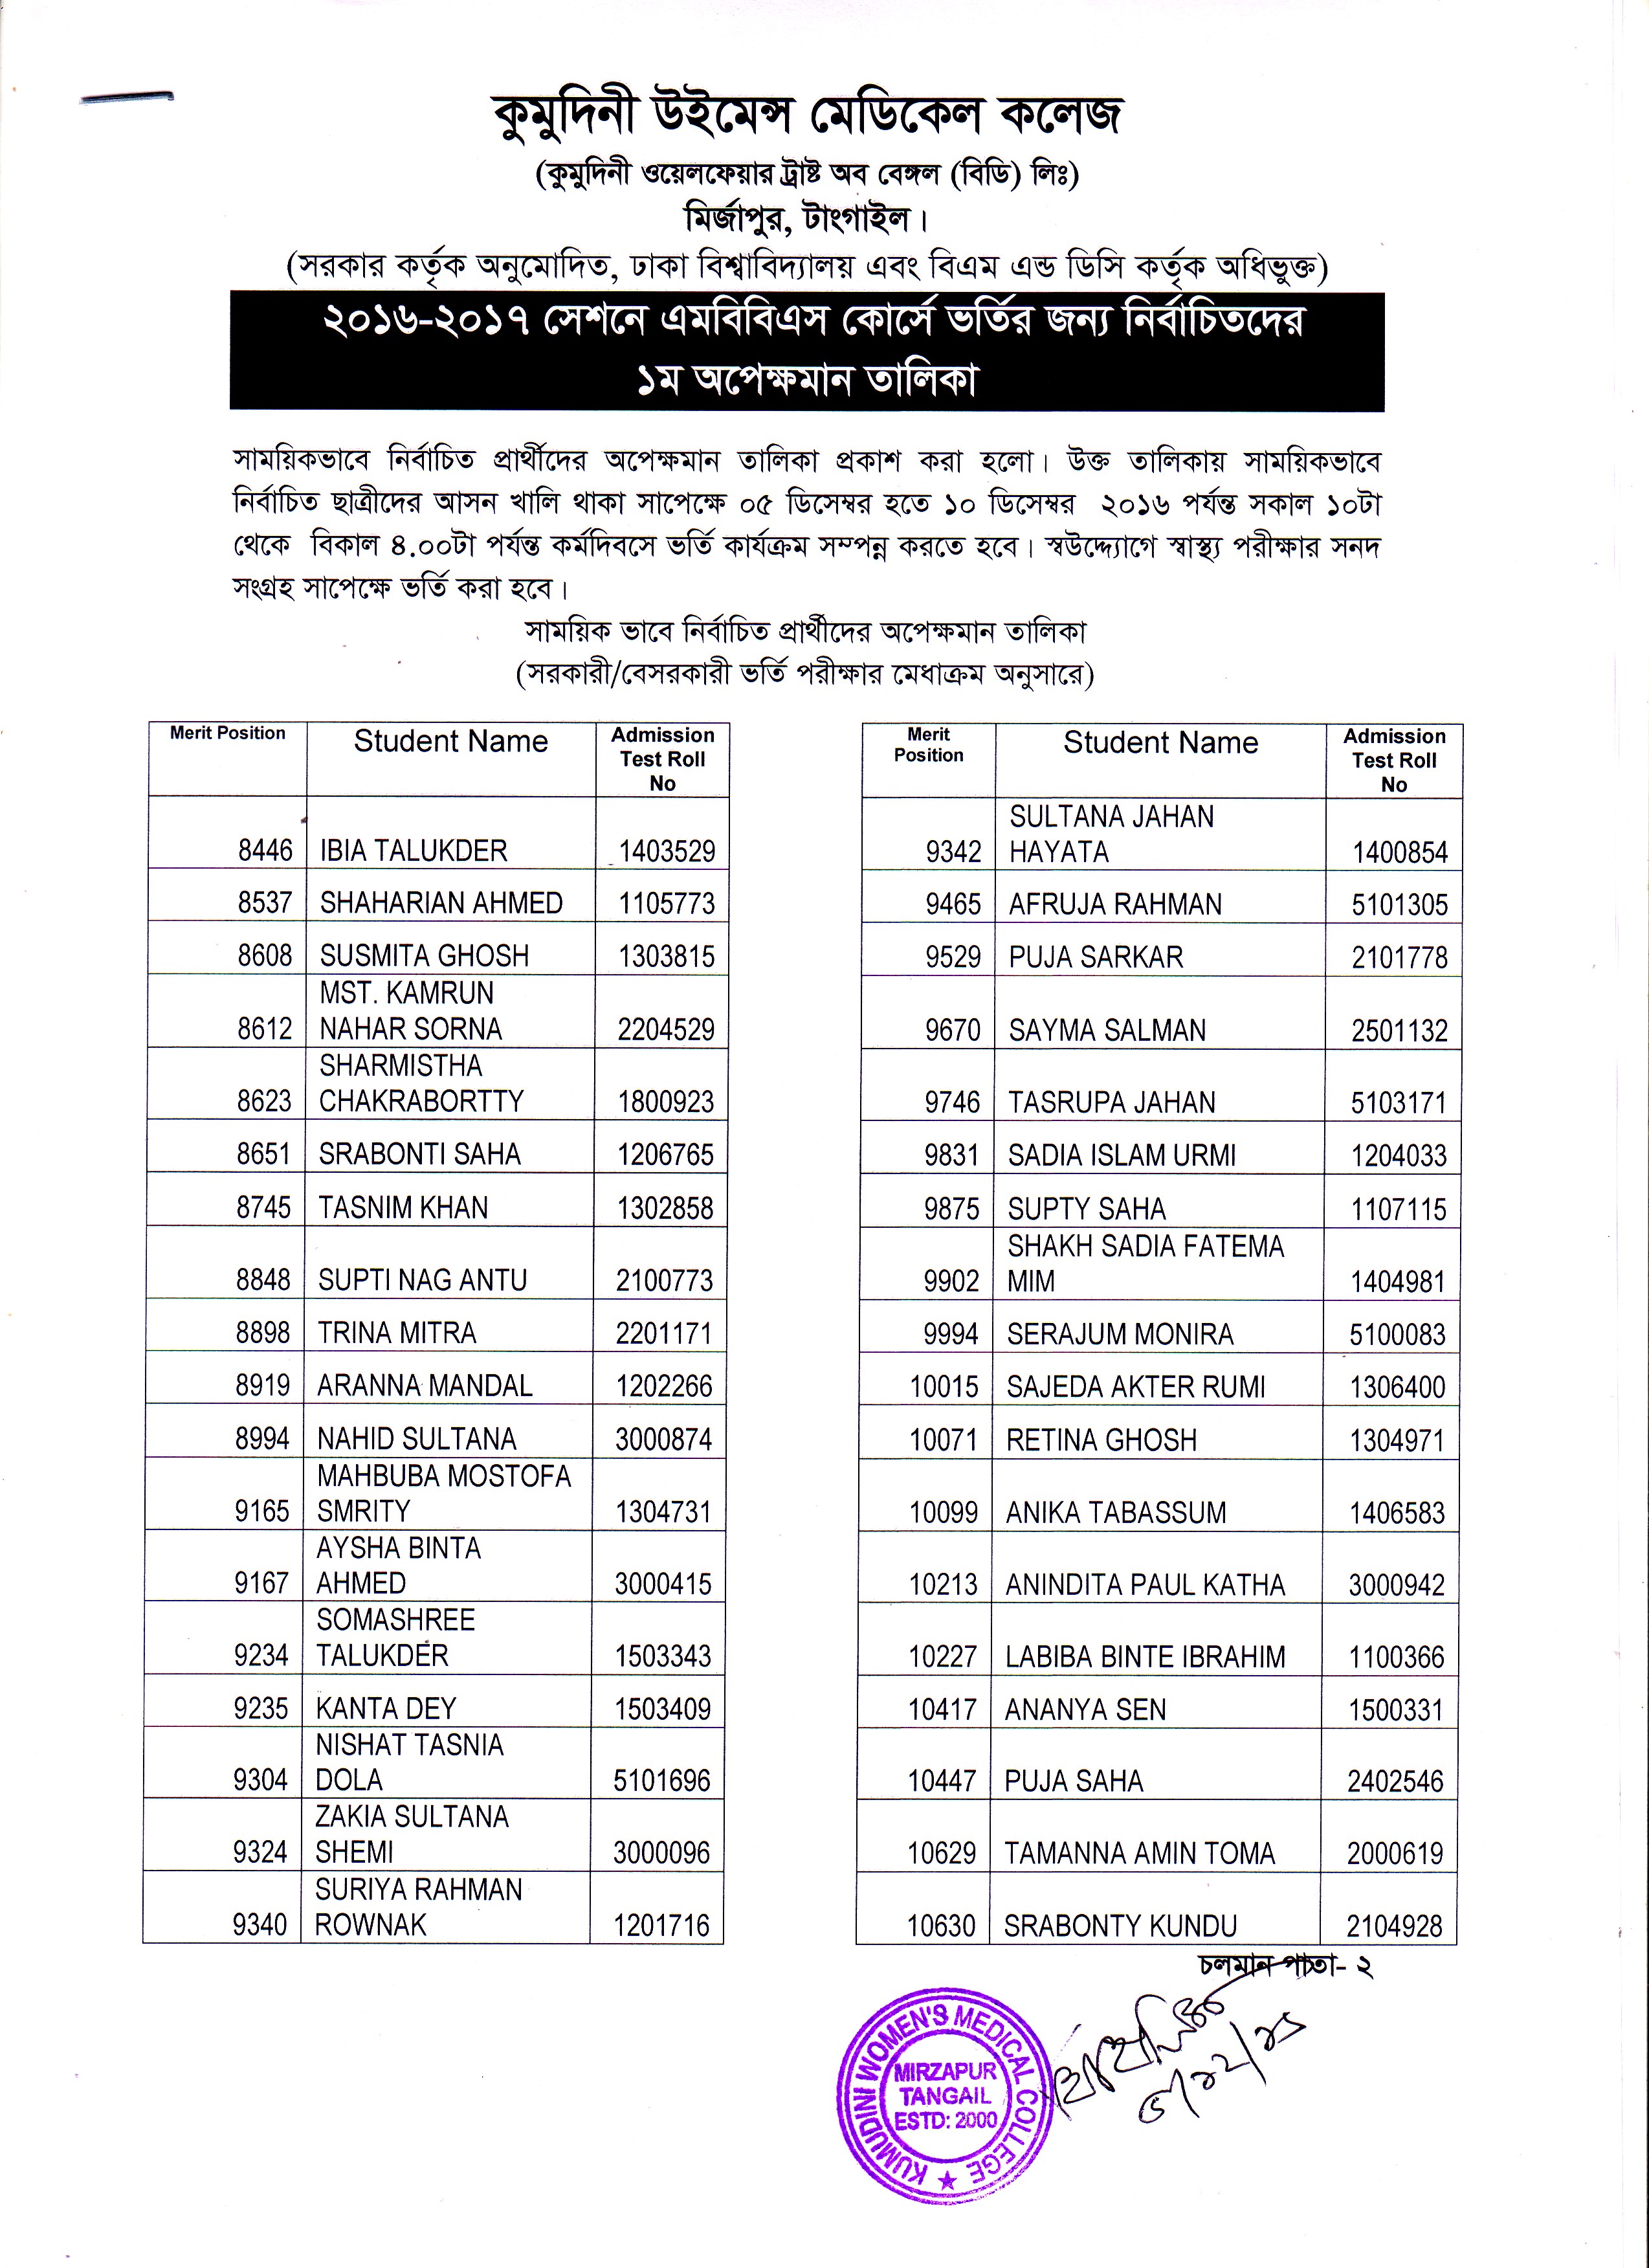 কুমুদিনী উইমেন্স মেডিকেল কলেজ
(কুমুদিনী ওয়েলফেয়ার ট্রাষ্ট অব বেঙ্গল (বিডি) লিঃ)
মির্জাপুর, টাংগাইল।
(সরকার কর্তৃক অনুমোদিত, ঢাকা বিশ্বাবিদ্যালয় এবং বিএম এন্ড ডিসি কর্তৃক অধিভুক্ত)
২০১৬-২০১৭ সেশনে এমবিবিএস কোর্সে ভর্তির জন্য নির্বাচিতদের
১ম অপেক্ষমান তালিকা
সাময়িকভাবে নির্বাচিত প্রার্থীদের অপেক্ষমান তালিকা প্রকাশ করা হলো। উক্ত তালিকায় সাময়িকভাবে
নির্বাচিত ছাত্রীদের আসন খালি থাকা সাপেক্ষে ০৫ ডিসেম্বর হতে ১০ ডিসেম্বর ২০১৬ পর্যন্ত সকাল ১০টা
থেকে বিকাল ৪.০০টা পর্যন্ত কর্মদিবসে ভর্তি কার্যক্রম সম্পন্ন করতে হবে। স্বউদ্দ্যোগে স্বাস্থ্য পরীক্ষার সনদ
সংগ্রহ সাপেক্ষে ভর্তি করা হবে।
সাময়িক ভাবে নির্বাচিত প্রার্থীদের অপেক্ষমান তালিকা
(সরকারী/বেসরকারী ভর্তি পরীক্ষার মেধাক্রম অনুসারে)
Merit Position Student Name Admission
Test Roll
No
8446 IBIA TALUKDER 1403529
8537 SHAHARIAN AHMED 1105773
8608 SUSMITA GHOSH 1303815
MST. KAMRUN
8612 NAHAR SORNA 2204529
SHARMISTHA
8623 CHAKRABORTTY 1800923
8651 SRABONTI SAHA 1206765
8745 TASNIM KHAN 1302858
8848 SUPTI NAG ANTU 2100773
8898 TRINA MITRA 2201171
8919 ARANNA MANDAL 1202266
8994 NAHID SULTANA 3000874
MAHBUBA MOSTOFA
9165 SMRITY 1304731
AYSHA BINTA
9167 AHMED 3000415
SOMASHREE
9234 TALUKDER 1503343
9235 KANTA DEY 1503409
NISHAT TASNIA
9304 DOLA 5101696
ZAKIA SULTANA
9324 SHEMI 3000096
SURIYA RAHMAN
9340 ROWNAK 1201716
Merit Student Name Admission
Position Test Roll
No
SULTANA JAHAN
9342 HAYATA 1400854
9465 AFRUJA RAHMAN 5101305
9529 PUJA SARKAR 2101778
9670 SAYMA SALMAN 2501132
9746 TASRUPA JAHAN 5103171
9831 SADIA ISLAM URMI 1204033
9875 SUPTY SAHA 1107115
SHAKH SADIA FATEMA
9902 MIM 1404981
9994 SERAJUM MONIRA 5100083
10015 SAJEDA AKTER RUMI 1306400
10071 RETINA GHOSH 1304971
10099 ANIKA TABASSUM 1406583
10213 ANINDITA PAUL KATHA 3000942
10227 LABIBA BINTE IBRAHIM 1100366
10417 ANANYA SEN 1500331
10447 PUJA SAHA 2402546
10629 TAMANNA AMIN TOMA 2000619
10630 SRABONTY KUNDU 2104928
চলমান পাতা- ২
KUMUDINI WOMEN'S MEDICAL COLLEGE
MIRZAPUR
TANGAIL
ESTD: 2000